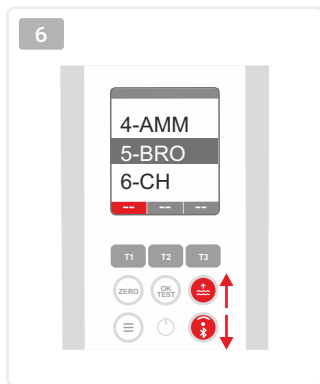 6
4-AMM
5-BRO
6-CH
-- -- --
T1 T2 T3
ZERO OK TEST